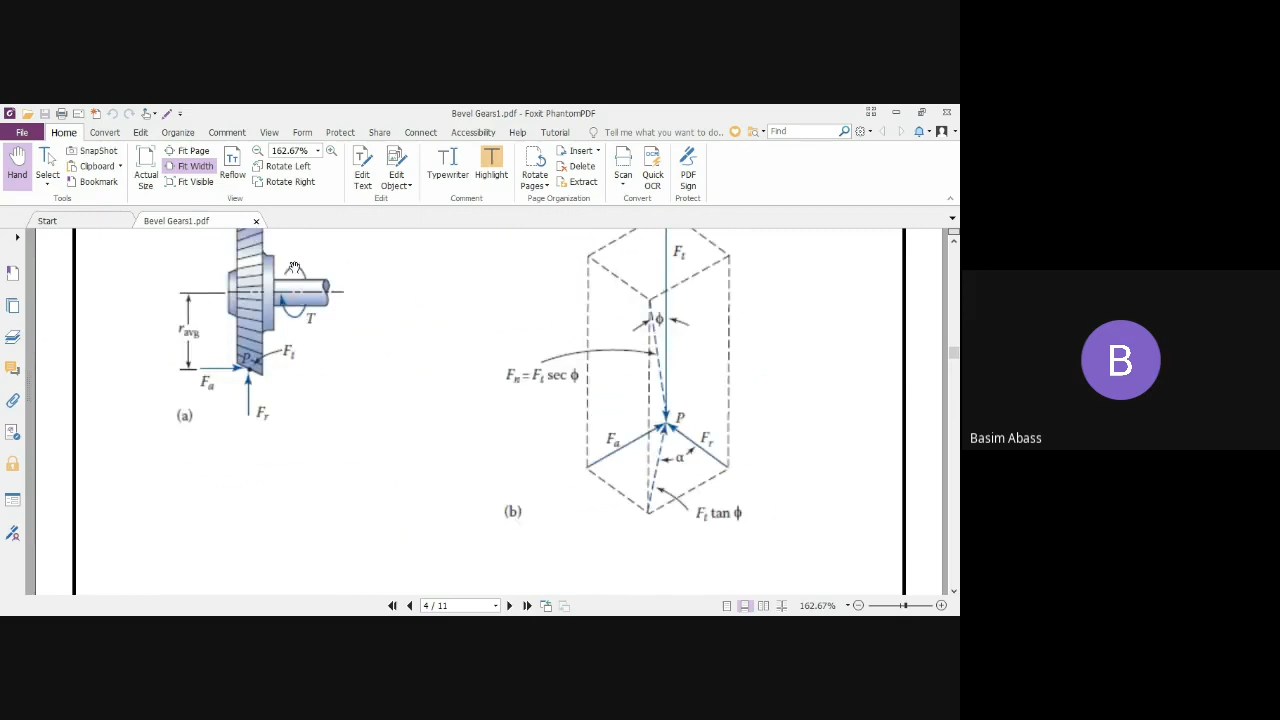 Bevel Gears1.pdf - Foxit PhantomPDF
File Home Convert Edit Organize Comment View Form Protect Share Connect Accessibility Help Tutorial Tell me what you want to do.. Find
Hand
Select
SnapShot
Clipboard
Bookmark
Tools
Actual Size
Fit Page
Fit Width
Fit Visible
Reflow
162.67%
Rotate Left
Rotate Right
View
Edit Text
Edit Object
Edit
Typewriter
Highlight
Comment
Rotate Pages
Insert
Delete
Extract
Page Organization
Scan
Quick OCR
Convert
PDF Sign
Protect
Start
Bevel Gears1.pdf
T
r_avg
P
F_t
F_a
F_r
(a)
F_t
ϕ
F_n = F_t sec ϕ
P
F_a
F_r
α
F_t tan ϕ
(b)
4 / 11
162.67%
B
Basim Abass